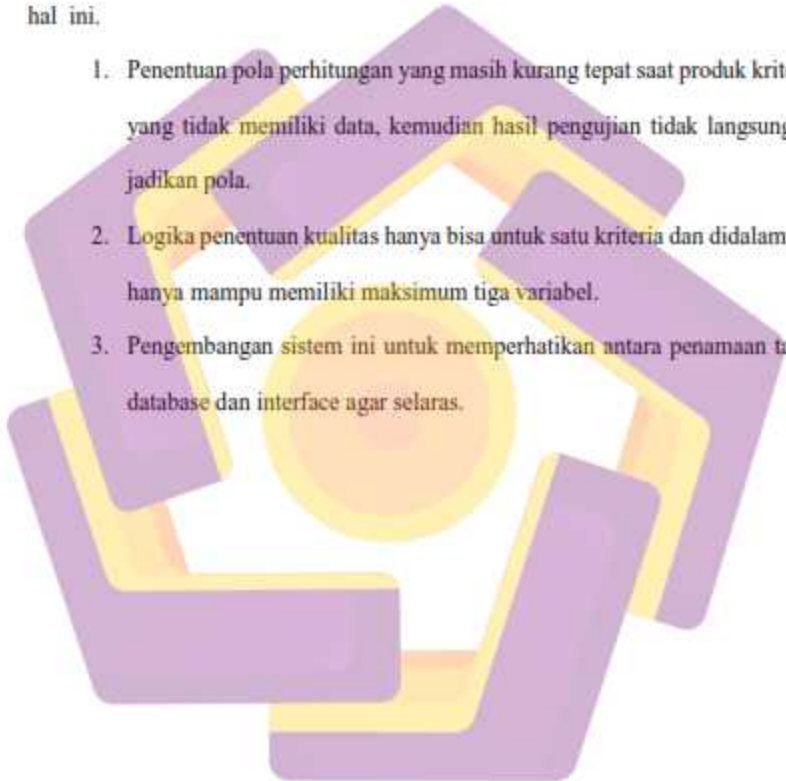 hal ini.
1. Penentuan pola perhitungan yang masih kurang tepat saat produk
yang tidak memiliki data, kemudian hasil pengujian tidak langsung
jadikan pola.
2. Logika penentuan kualitas hanya bisa untuk satu kriteria dan didalam
hanya mampu memiliki maksimum tiga variabel.
3. Pengembangan sistem ini untuk memperhatikan antara penamaan
database dan interface agar selaras.